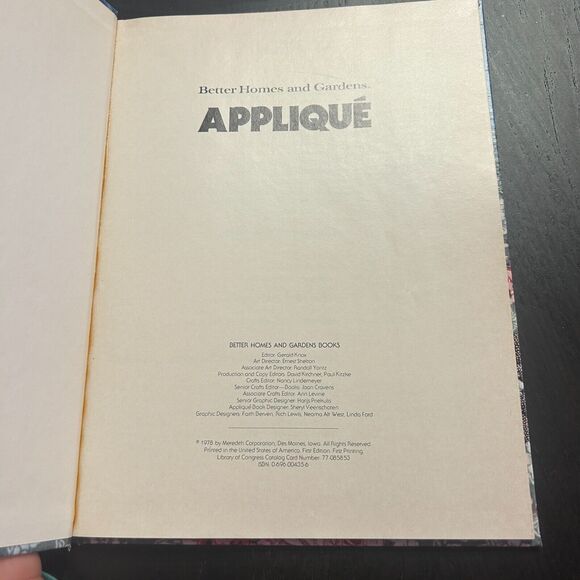 Better Homes and Gardens®
APPLIQUÉ
BETTER HOMES AND GARDENS BOOKS
Editor: Gerald Knox
Art Director: Ernest Shelton
Associate Art Director: Randall Yontz
Production and Copy Editors: David Kirchner, Paul Kitzke
Crafts Editor: Nancy Lindemeyer
Senior Crafts Editor—Books: Joan Cravens
Associate Crafts Editor: Ann Levine
Senior Graphic Designer: Harijs Priekulis
Appliqué Book Designer: Sheryl Veenschoten
Graphic Designers: Faith Berven, Rich Lewis, Neoma Alt West, Linda Ford
© 1978 by Meredith Corporation, Des Moines, Iowa. All Rights Reserved.
Printed in the United States of America. First Edition. First Printing.
Library of Congress Catalog Card Number: 77-085853
ISBN: 0-696-00435-6